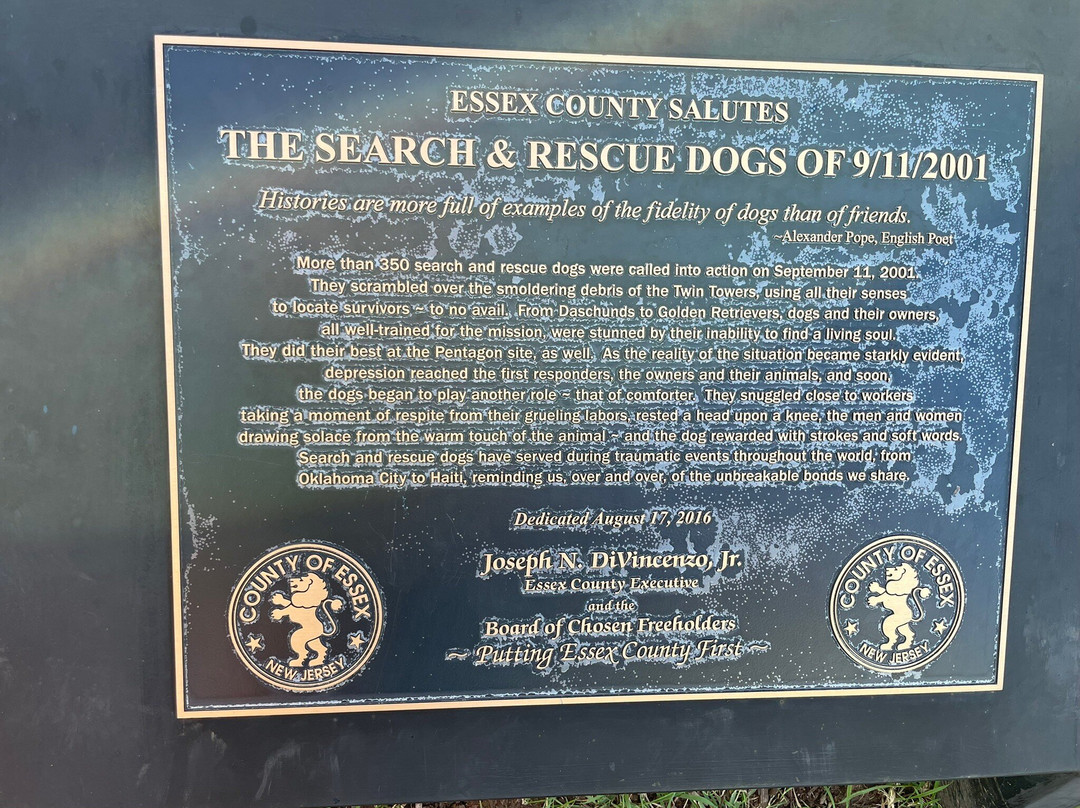 ESSEX COUNTY SALUTES
THE SEARCH & RESCUE DOGS OF 9/11/2001
Histories are more full of examples of the fidelity of dogs than of friends.
~Alexander Pope, English Poet
More than 350 search and rescue dogs were called into action on September 11, 2001.
They scrambled over the smoldering debris of the Twin Towers, using all their senses
to locate survivors ~ to no avail. From Daschunds to Golden Retrievers, dogs and their owners,
all well-trained for the mission, were stunned by their inability to find a living soul.
They did their best at the Pentagon site, as well. As the reality of the situation became starkly evident,
depression reached the first responders, the owners and their animals, and soon,
the dogs began to play another role ~ that of comforter. They snuggled close to workers
taking a moment of respite from their grueling labors, rested a head upon a knee, the men and women
drawing solace from the warm touch of the animal ~ and the dog rewarded with strokes and soft words.
Search and rescue dogs have served during traumatic events throughout the world, from
Oklahoma City to Haiti, reminding us, over and over, of the unbreakable bonds we share.
Dedicated August 17, 2016
Joseph N. DiVincenzo, Jr.
Essex County Executive
and the
Board of Chosen Freeholders
~ Putting Essex County First ~
COUNTY OF ESSEX
NEW JERSEY
COUNTY OF ESSEX
NEW JERSEY